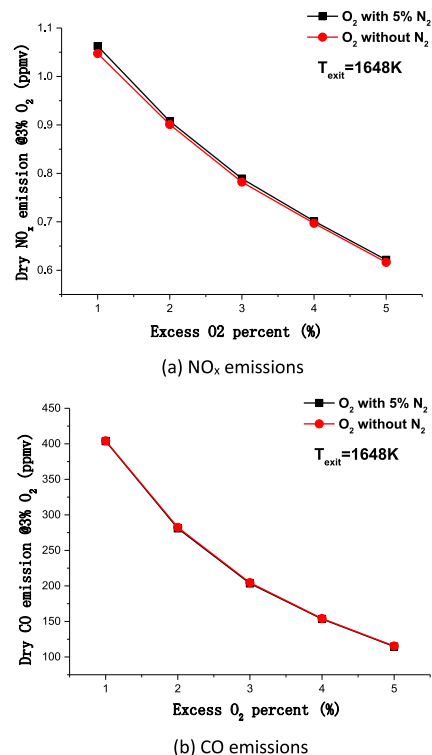 O₂ with 5% N₂
O₂ without N₂
T_exit=1648K
1.1
1.0
0.9
0.8
0.7
0.6
Dry NOₓ emission @3% O₂ (ppmv)
1 2 3 4 5
Excess O2 percent (%)
(a) NOₓ emissions
O₂ with 5% N₂
O₂ without N₂
T_exit=1648K
450
400
350
300
250
200
150
100
Dry CO emission @3% O₂ (ppmv)
1 2 3 4 5
Excess O₂ percent (%)
(b) CO emissions